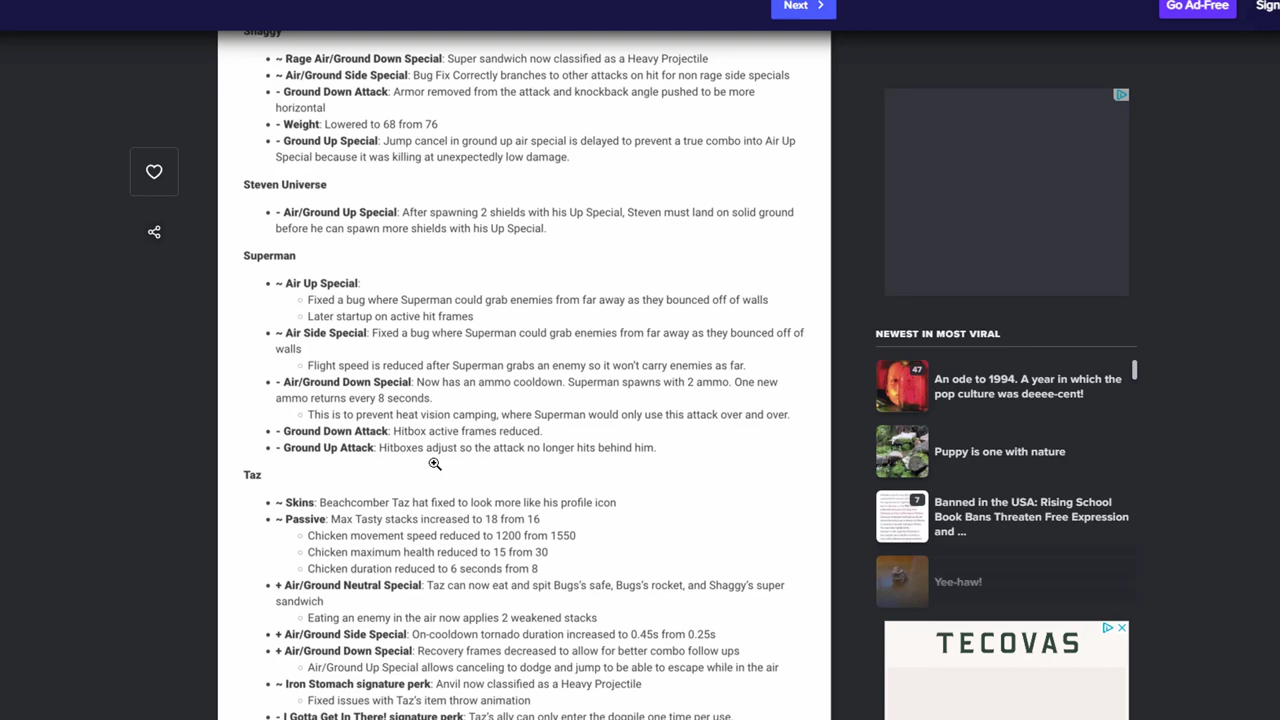 Next
Go Ad-Free
Sign
Shaggy
~ Rage Air/Ground Down Special: Super sandwich now classified as a Heavy Projectile
~ Air/Ground Side Special: Bug Fix Correctly branches to other attacks on hit for non rage side specials
- Ground Down Attack: Armor removed from the attack and knockback angle pushed to be more
horizontal
- Weight: Lowered to 68 from 76
- Ground Up Special: Jump cancel in ground up air special is delayed to prevent a true combo into Air Up
Special because it was killing at unexpectedly low damage.
Steven Universe
- Air/Ground Up Special: After spawning 2 shields with his Up Special, Steven must land on solid ground
before he can spawn more shields with his Up Special.
Superman
~ Air Up Special:
Fixed a bug where Superman could grab enemies from far away as they bounced off of walls
Later startup on active hit frames
~ Air Side Special: Fixed a bug where Superman could grab enemies from far away as they bounced off of
walls
Flight speed is reduced after Superman grabs an enemy so it won't carry enemies as far.
- Air/Ground Down Special: Now has an ammo cooldown. Superman spawns with 2 ammo. One new
ammo returns every 8 seconds.
This is to prevent heat vision camping, where Superman would only use this attack over and over.
- Ground Down Attack: Hitbox active frames reduced.
- Ground Up Attack: Hitboxes adjust so the attack no longer hits behind him.
Taz
~ Skins: Beachcomber Taz hat fixed to look more like his profile icon
~ Passive: Max Tasty stacks increased to 18 from 16
Chicken movement speed reduced to 1200 from 1550
Chicken maximum health reduced to 15 from 30
Chicken duration reduced to 6 seconds from 8
+ Air/Ground Neutral Special: Taz can now eat and spit Bugs's safe, Bugs's rocket, and Shaggy's super
sandwich
Eating an enemy in the air now applies 2 weakened stacks
+ Air/Ground Side Special: On-cooldown tornado duration increased to 0.45s from 0.25s
+ Air/Ground Down Special: Recovery frames decreased to allow for better combo follow ups
Air/Ground Up Special allows canceling to dodge and jump to be able to escape while in the air
~ Iron Stomach signature perk: Anvil now classified as a Heavy Projectile
Fixed issues with Taz's item throw animation
- I Gotta Get In There! signature perk: Taz's ally can only enter the dogpile one time per use.
NEWEST IN MOST VIRAL
47
An ode to 1994. A year in which the
pop culture was deeee-cent!
Puppy is one with nature
7
Banned in the USA: Rising School
Book Bans Threaten Free Expression
and ...
Yee-haw!
TECOVAS